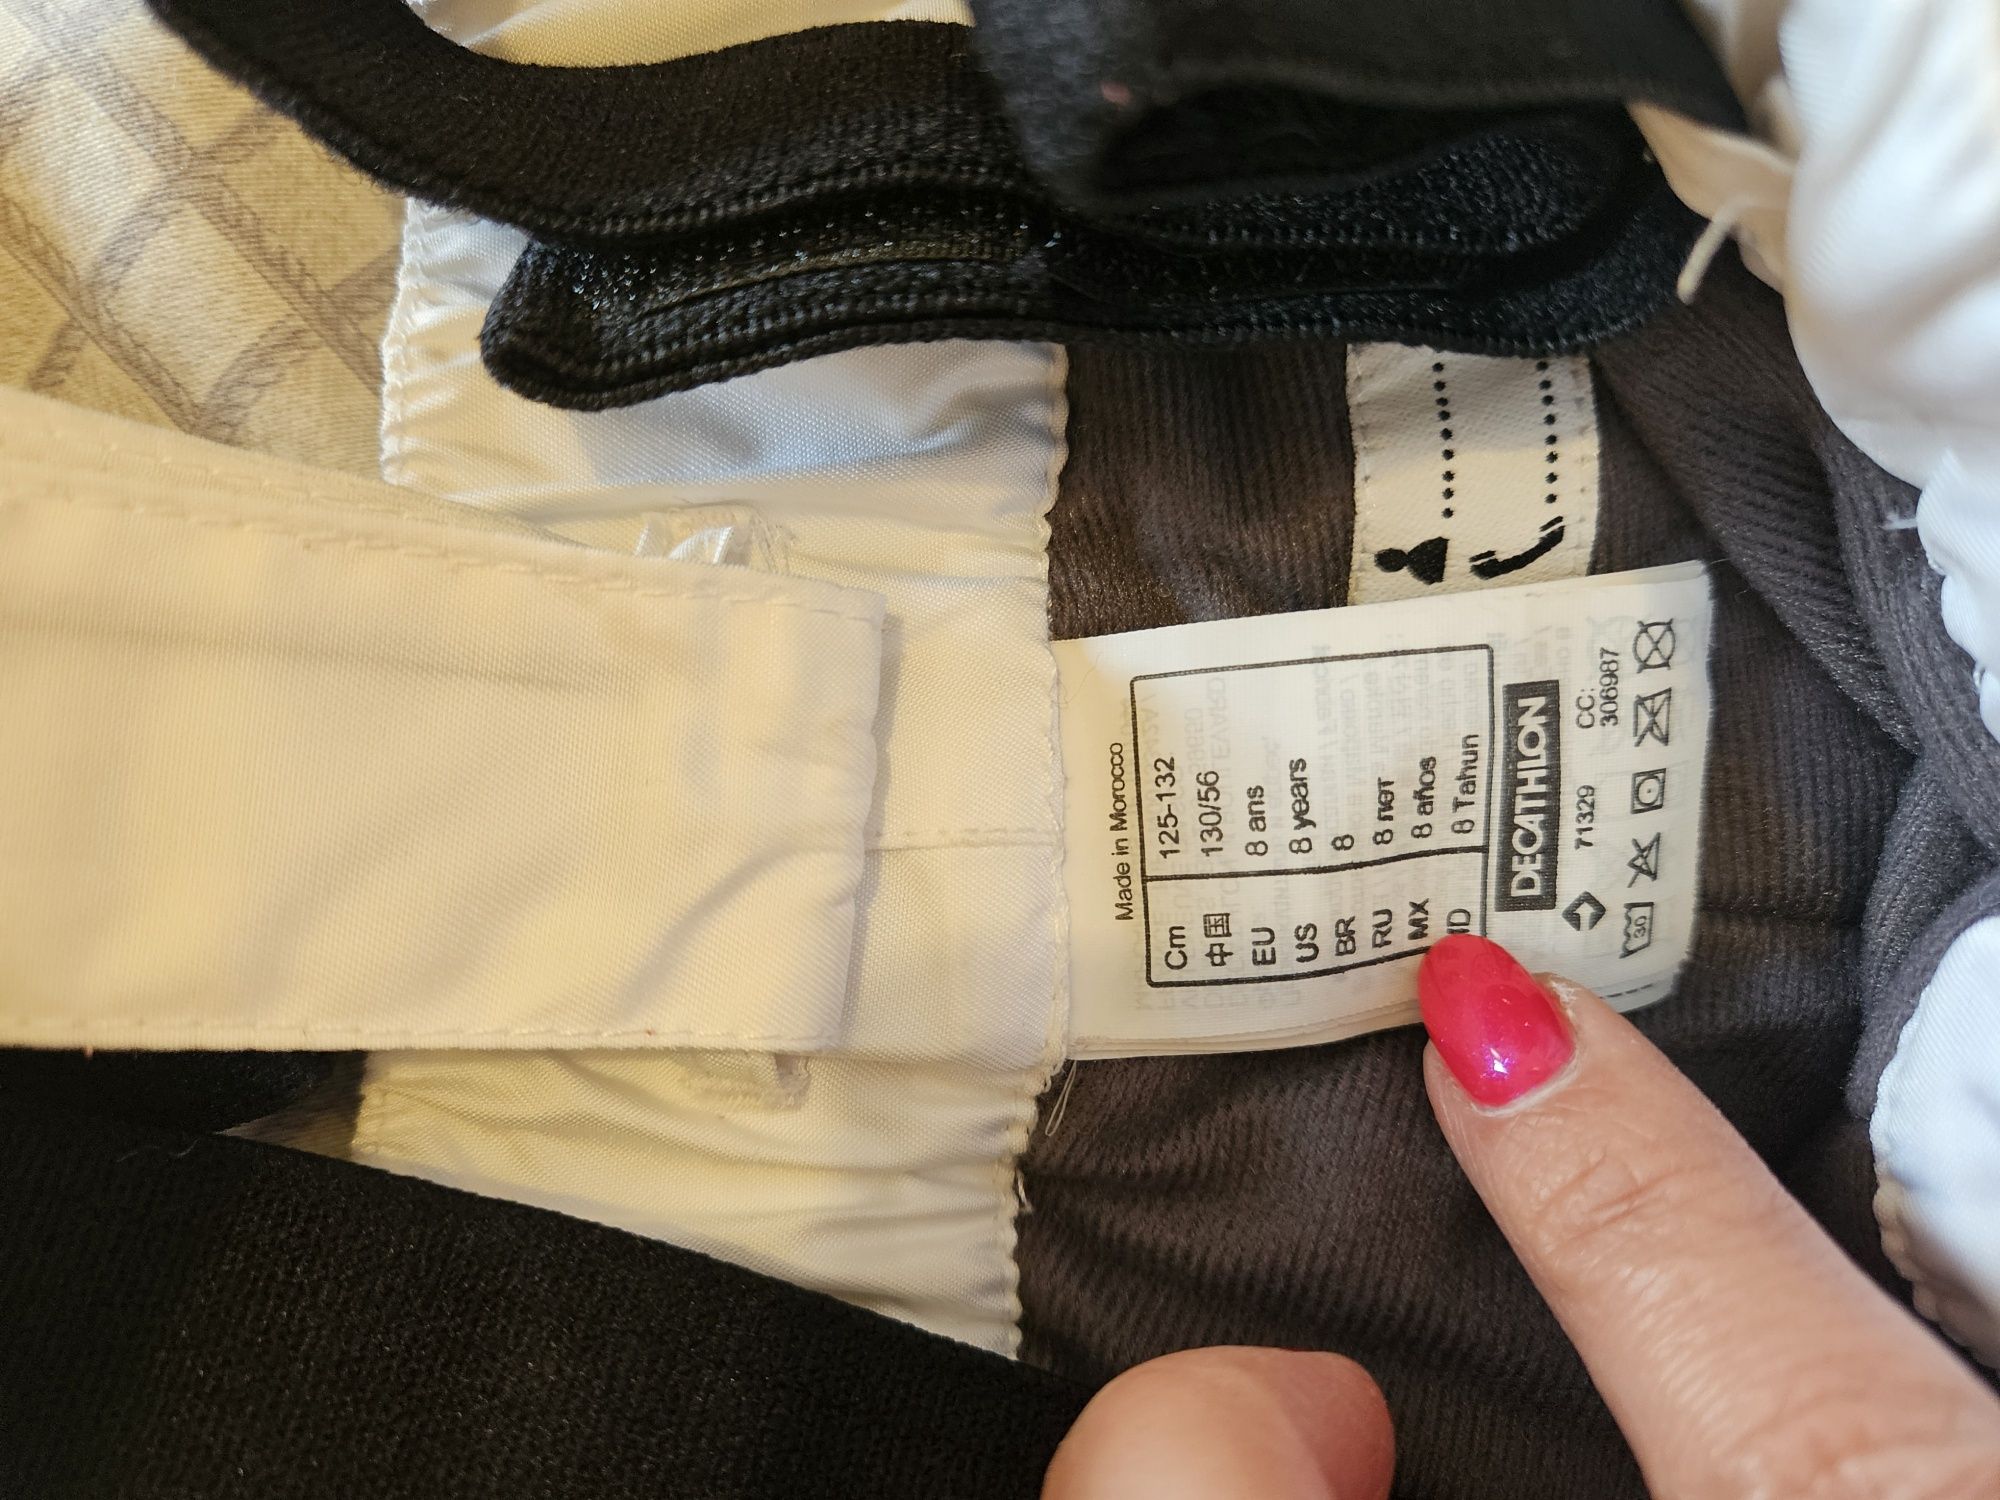 Made in Morocco
Cm 125-132
中国 130/56
EU 8 ans
US 8 years
BR 8
RU 8 лет
MX 8 años
ID 8 Tahun
DECATHLON
71329 CC:
306987
30